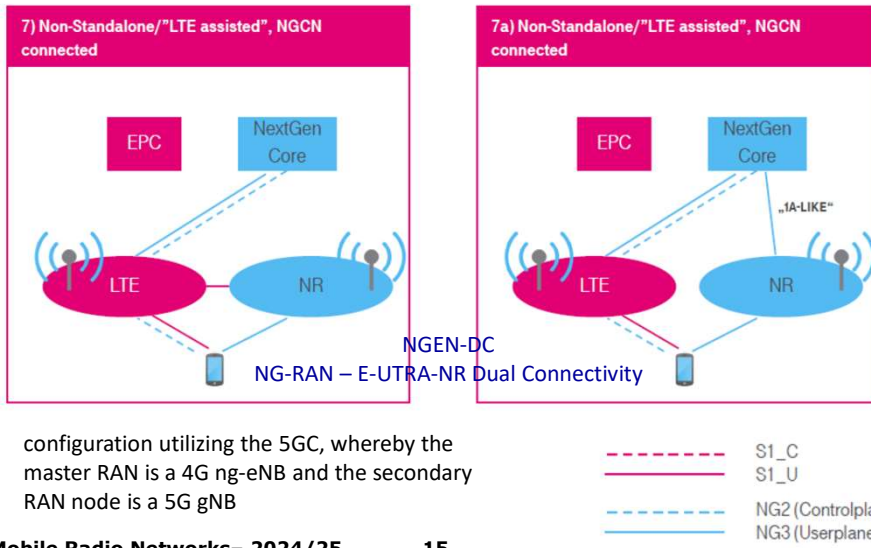 7) Non-Standalone/"LTE assisted", NGCN
connected
EPC
NextGen
Core
LTE
NR
7a) Non-Standalone/"LTE assisted", NGCN
connected
EPC
NextGen
Core
„1A-LIKE“
LTE
NR
NGEN-DC
NG-RAN – E-UTRA-NR Dual Connectivity
configuration utilizing the 5GC, whereby the
master RAN is a 4G ng-eNB and the secondary
RAN node is a 5G gNB
S1_C
S1_U
NG2 (Controlpla
NG3 (Userplane
Mobile Radio Networks– 2024/25 15